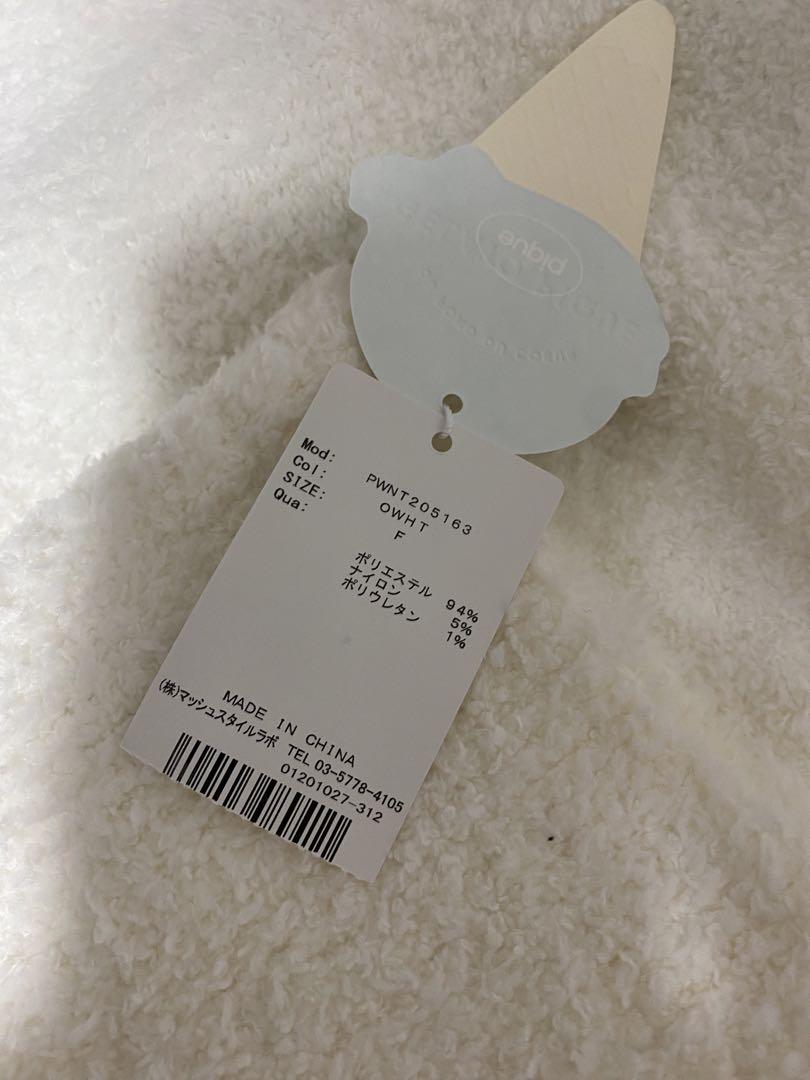 pique
Mod: PWNT205163
Col: OWHT
SIZE: F
Qua: ポリエステル 94%
ナイロン 5%
ポリウレタン 1%
MADE IN CHINA
(株)マッシュスタイルラボ TEL 03-5778-4105
01201027-312